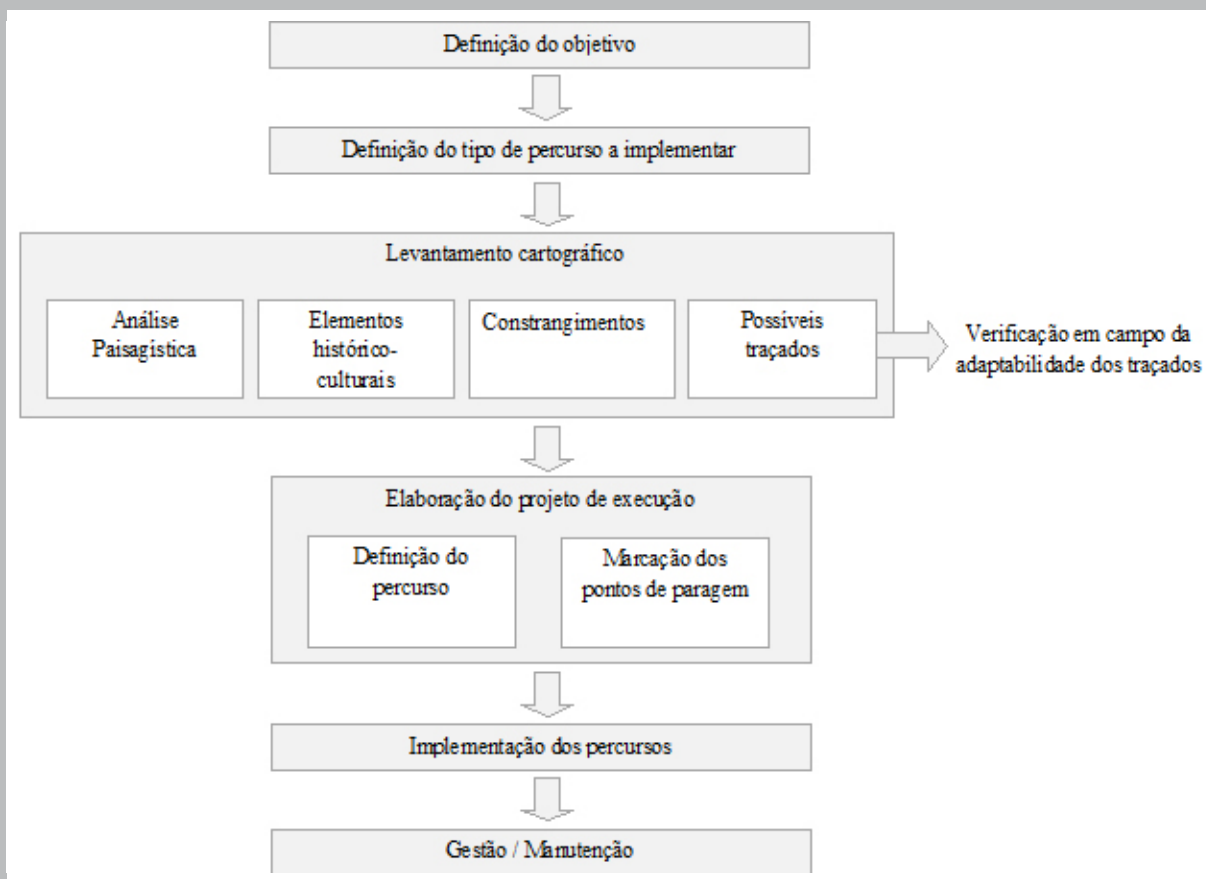 Definição do objetivo
Definição do tipo de percurso a implementar
Levantamento cartográfico
Análise
Paisagística
Elementos
histórico-
culturais
Constrangimentos
Possíveis
traçados
Verificação em campo da
adaptabilidade dos traçados
Elaboração do projeto de execução
Definição do
percurso
Marcação dos
pontos de paragem
Implementação dos percursos
Gestão / Manutenção